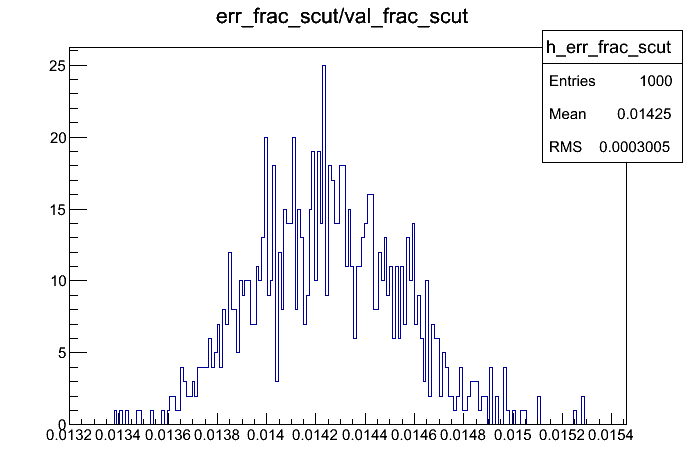 err_frac_scut/val_frac_scut
h_err_frac_scut
Entries 1000
Mean 0.01425
RMS 0.0003005
25
20
15
10
5
0
0.0132 0.0134 0.0136 0.0138 0.014 0.0142 0.0144 0.0146 0.0148 0.015 0.0152 0.0154